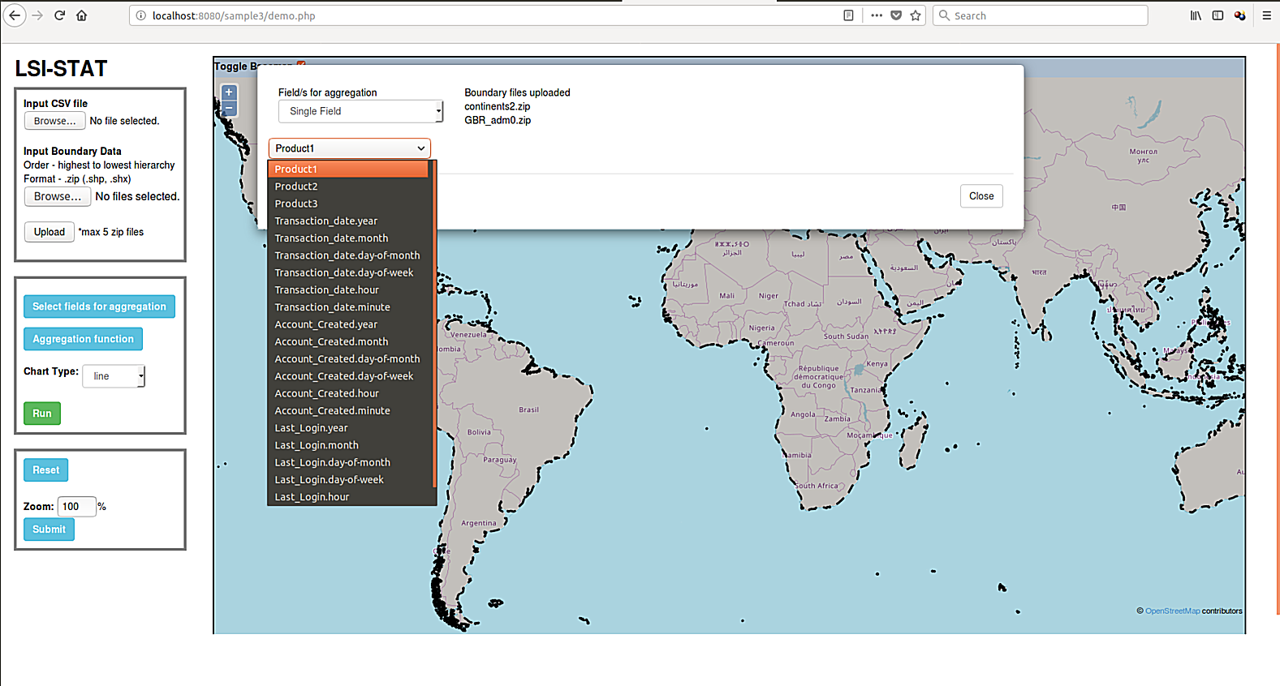 localhost:8080/sample3/demo.php
Search
LSI-STAT
Input CSV file
Browse... No file selected.
Input Boundary Data
Order - highest to lowest hierarchy
Format - .zip (.shp, .shx)
Browse... No files selected.
Upload *max 5 zip files
Select fields for aggregation
Aggregation function
Chart Type: line
Run
Reset
Zoom: 100 %
Submit
Toggle
+
−
Field/s for aggregation
Single Field
Boundary files uploaded
continents2.zip
GBR_adm0.zip
Product1
Product1
Product2
Product3
Transaction_date.year
Transaction_date.month
Transaction_date.day-of-month
Transaction_date.day-of-week
Transaction_date.hour
Transaction_date.minute
Account_Created.year
Account_Created.month
Account_Created.day-of-month
Account_Created.day-of-week
Account_Created.hour
Account_Created.minute
Last_Login.year
Last_Login.month
Last_Login.day-of-month
Last_Login.day-of-week
Last_Login.hour
Close
Монгол
улс
中国
भारत
الجزائر
ليبيا
مصر
السعودية
موريتانيا
Mali
Niger
Tchad تشاد
السودان
اليمن
Nigeria
Cameroun
South Sudan
ኢትዮጵያ
Kenya
République
démocratique
du Congo
Tanzania
Angola
Zambia
Moçambique
Namibia
South Africa
Venezuela
Brasil
Bolivia
Paraguay
Argentina
© OpenStreetMap contributors